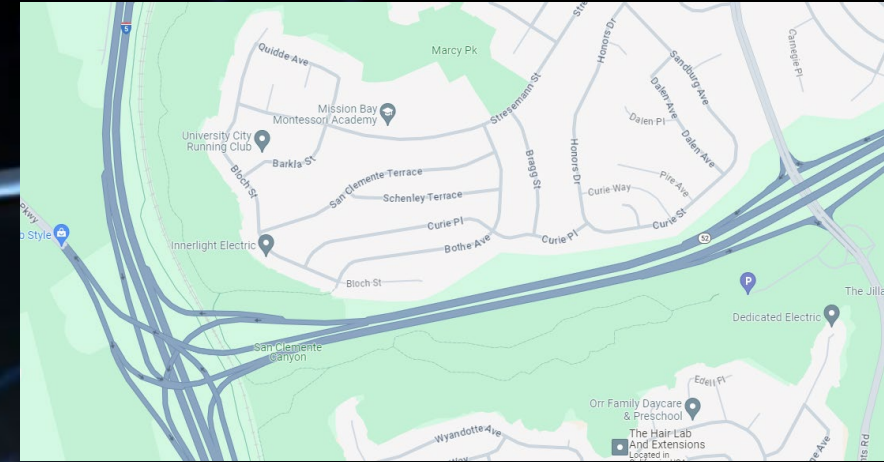 5
Quidde Ave
Marcy Pk
Stresemann St
Honors Dr
Sandburg Ave
Carnegie Pl
Dalen Ave
Dalen Pl
Dalen Ave
Mission Bay
Montessori Academy
University City
Running Club
Barkla St
Bloch St
San Clemente Terrace
Schenley Terrace
Bragg St
Honors Dr
Curie Way
Pire Ave
Curie Pl
Curie Pl
Curie St
Bothe Ave
Innerlight Electric
Bloch St
Pkwy
Style
52
P
The Jilla
Dedicated Electric
San Clemente
Canyon
Edell Pl
Orr Family Daycare
& Preschool
The Hair Lab
And Extensions
Located in
Wyandotte Ave